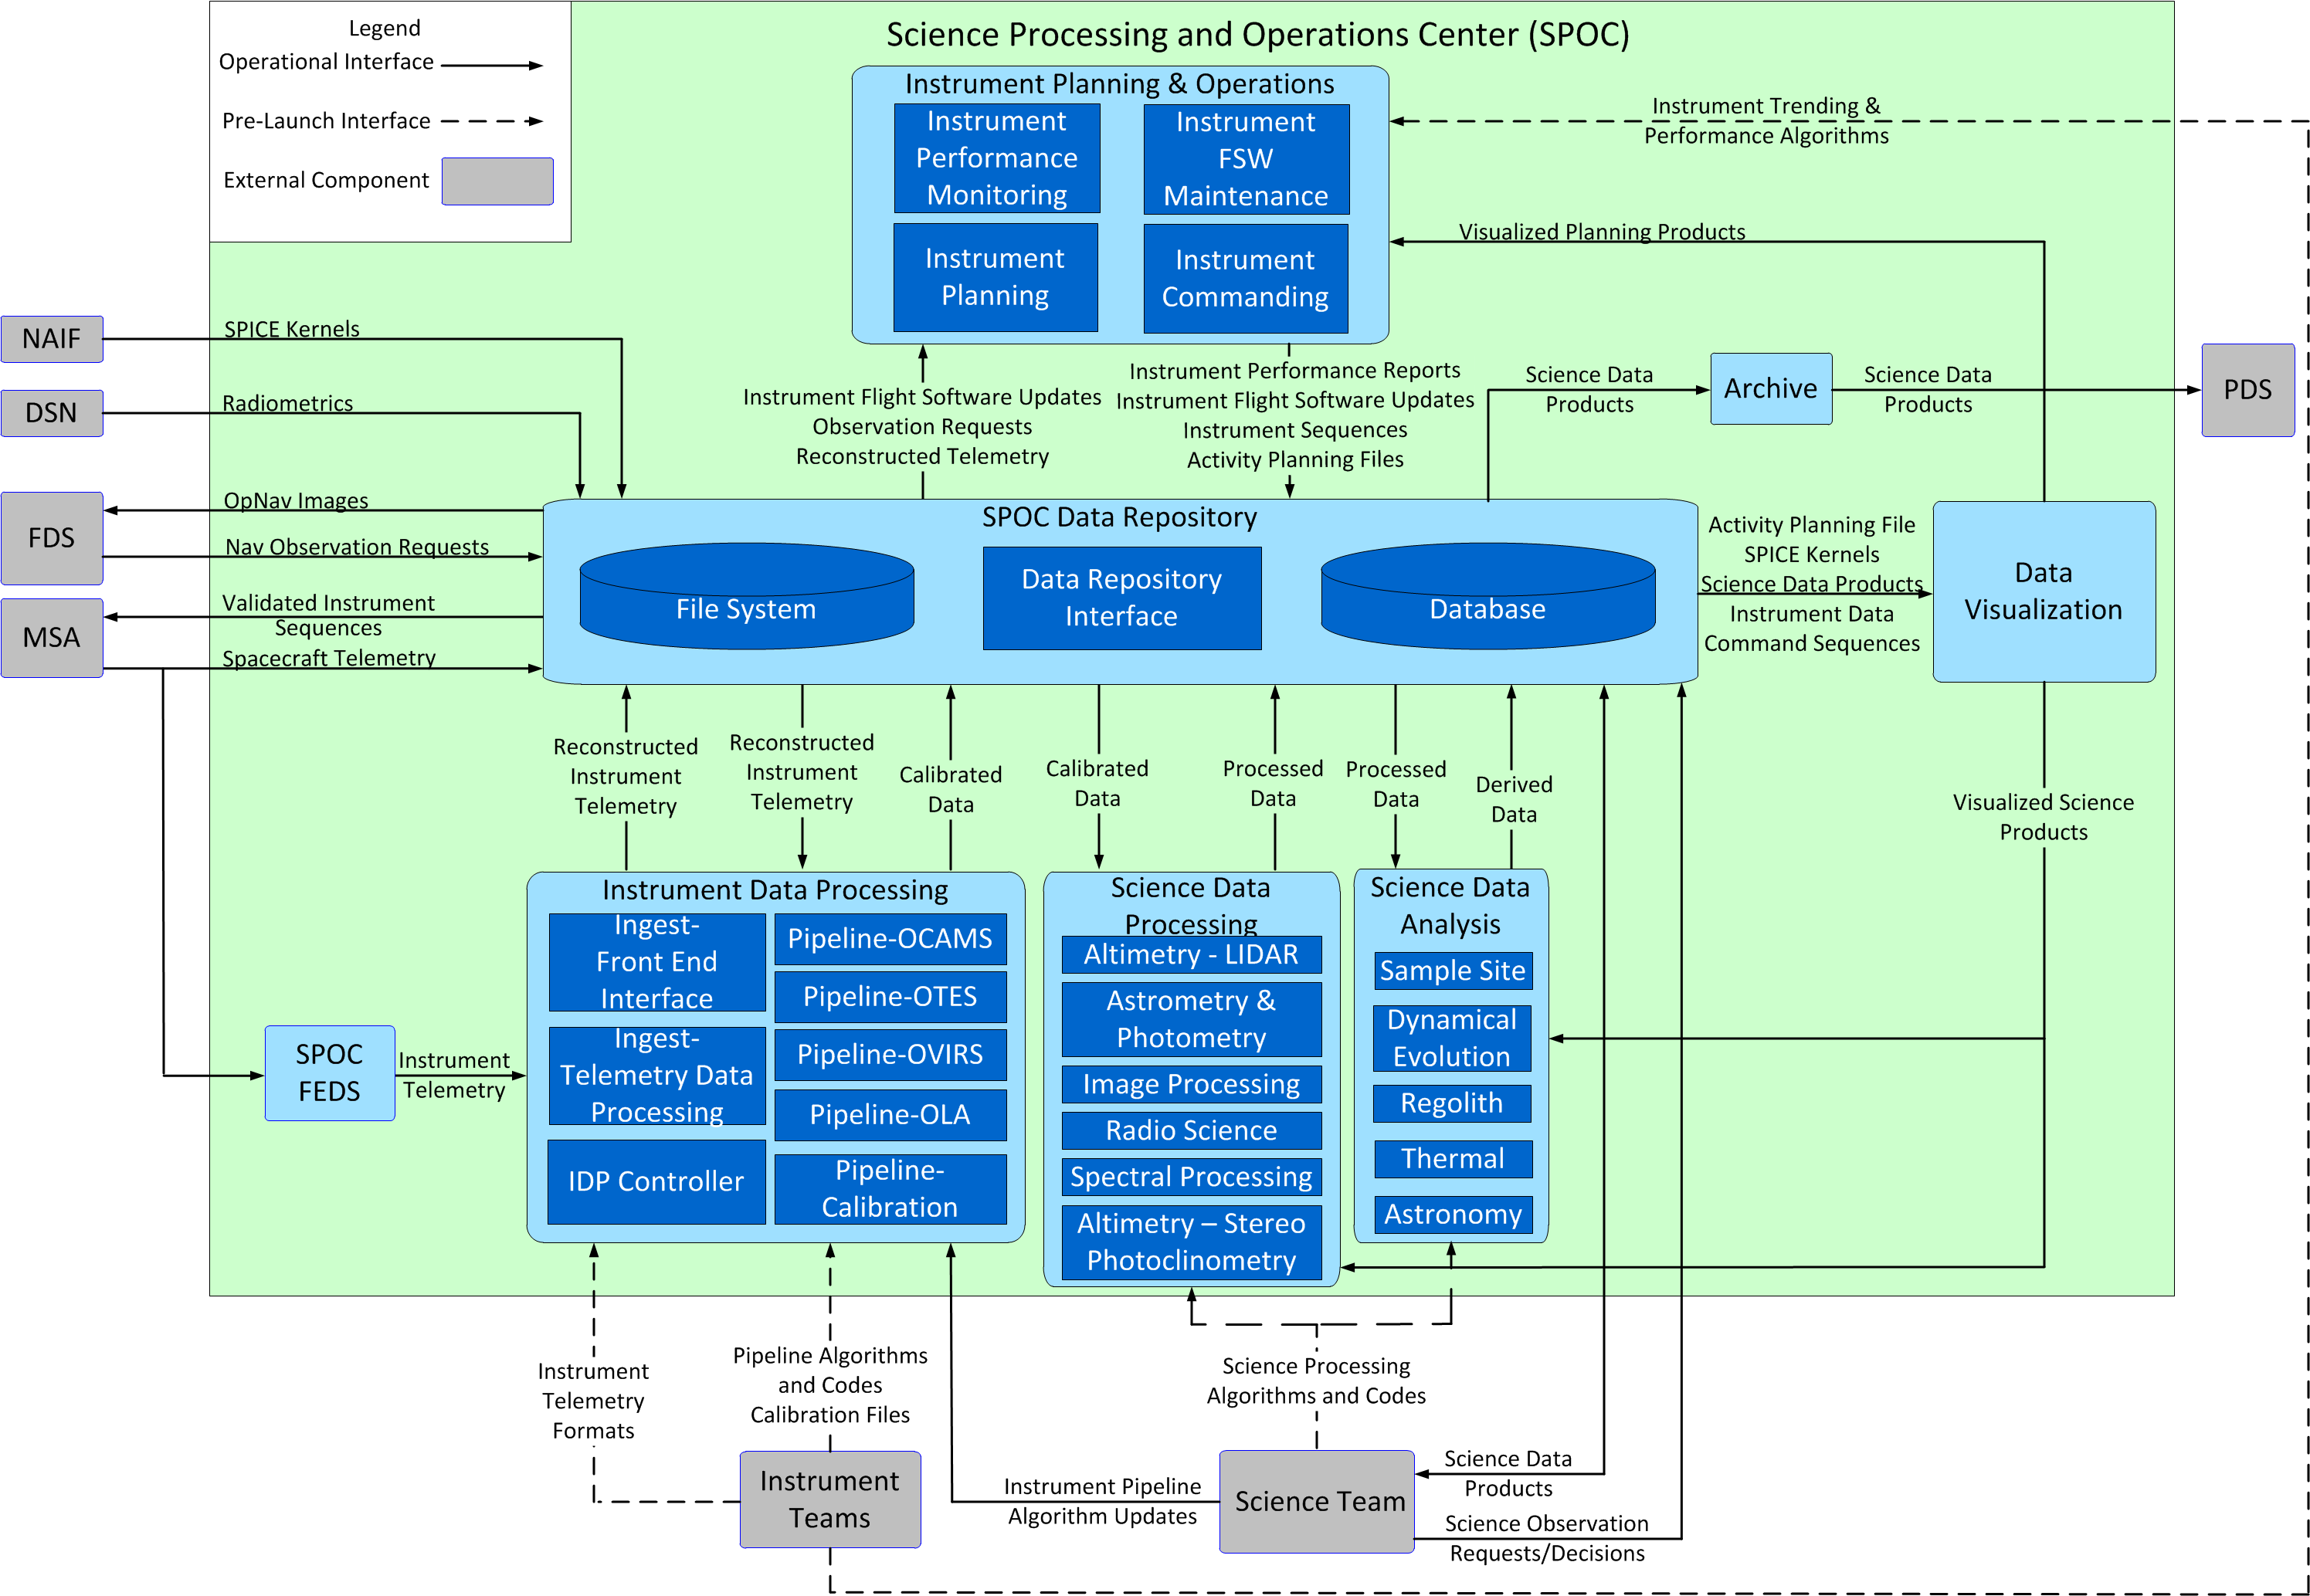 Science Processing and Operations Center (SPOC)
Legend
Operational Interface
Pre-Launch Interface
External Component
Instrument Planning & Operations
Instrument
Performance
Monitoring
Instrument
FSW
Maintenance
Instrument
Planning
Instrument
Commanding
Instrument Trending &
Performance Algorithms
Visualized Planning Products
NAIF
SPICE Kernels
DSN
Radiometrics
FDS
OpNav Images
Nav Observation Requests
MSA
Validated Instrument
Sequences
Spacecraft Telemetry
Instrument Flight Software Updates
Observation Requests
Reconstructed Telemetry
Instrument Performance Reports
Instrument Flight Software Updates
Instrument Sequences
Activity Planning Files
Science Data
Products
Archive
Science Data
Products
PDS
SPOC Data Repository
File System
Data Repository
Interface
Database
Activity Planning File
SPICE Kernels
Science Data Products
Instrument Data
Command Sequences
Data
Visualization
Reconstructed
Instrument
Telemetry
Reconstructed
Instrument
Telemetry
Calibrated
Data
Calibrated
Data
Processed
Data
Processed
Data
Derived
Data
Visualized Science
Products
SPOC
FEDS
Instrument
Telemetry
Instrument Data Processing
Ingest-
Front End
Interface
Ingest-
Telemetry Data
Processing
IDP Controller
Pipeline-OCAMS
Pipeline-OTES
Pipeline-OVIRS
Pipeline-OLA
Pipeline-
Calibration
Science Data
Processing
Altimetry - LIDAR
Astrometry &
Photometry
Image Processing
Radio Science
Spectral Processing
Altimetry – Stereo
Photoclinometry
Science Data
Analysis
Sample Site
Dynamical
Evolution
Regolith
Thermal
Astronomy
Instrument
Telemetry
Formats
Pipeline Algorithms
and Codes
Calibration Files
Science Processing
Algorithms and Codes
Instrument
Teams
Instrument Pipeline
Algorithm Updates
Science Team
Science Data
Products
Science Observation
Requests/Decisions